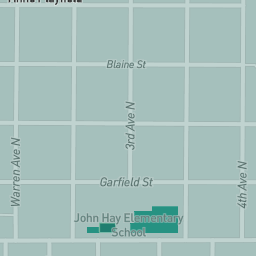 Blaine St
3rd Ave N
Warren Ave N
4th Ave N
Garfield St
John Hay Elementary
School